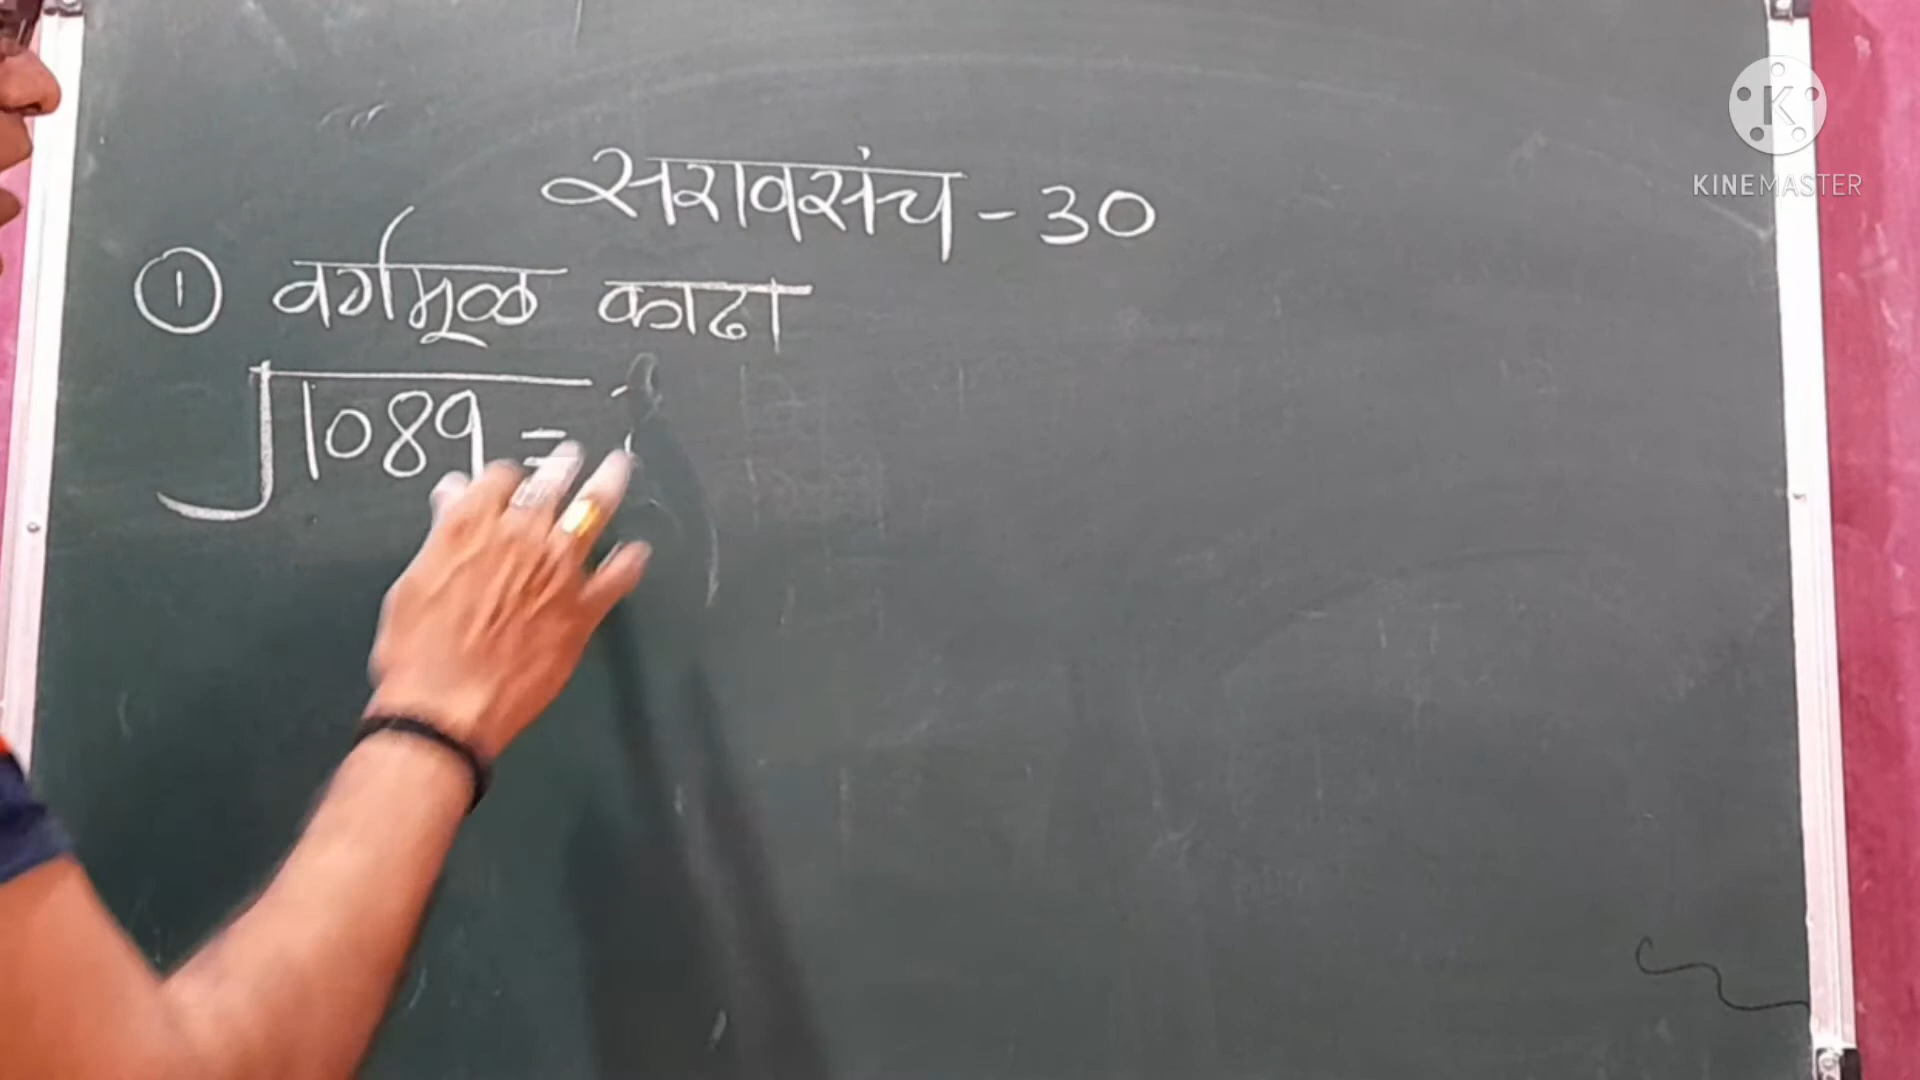 सरावसंच - 30
① वर्गमूळ काढा
√1089 = ?
KINEMASTER